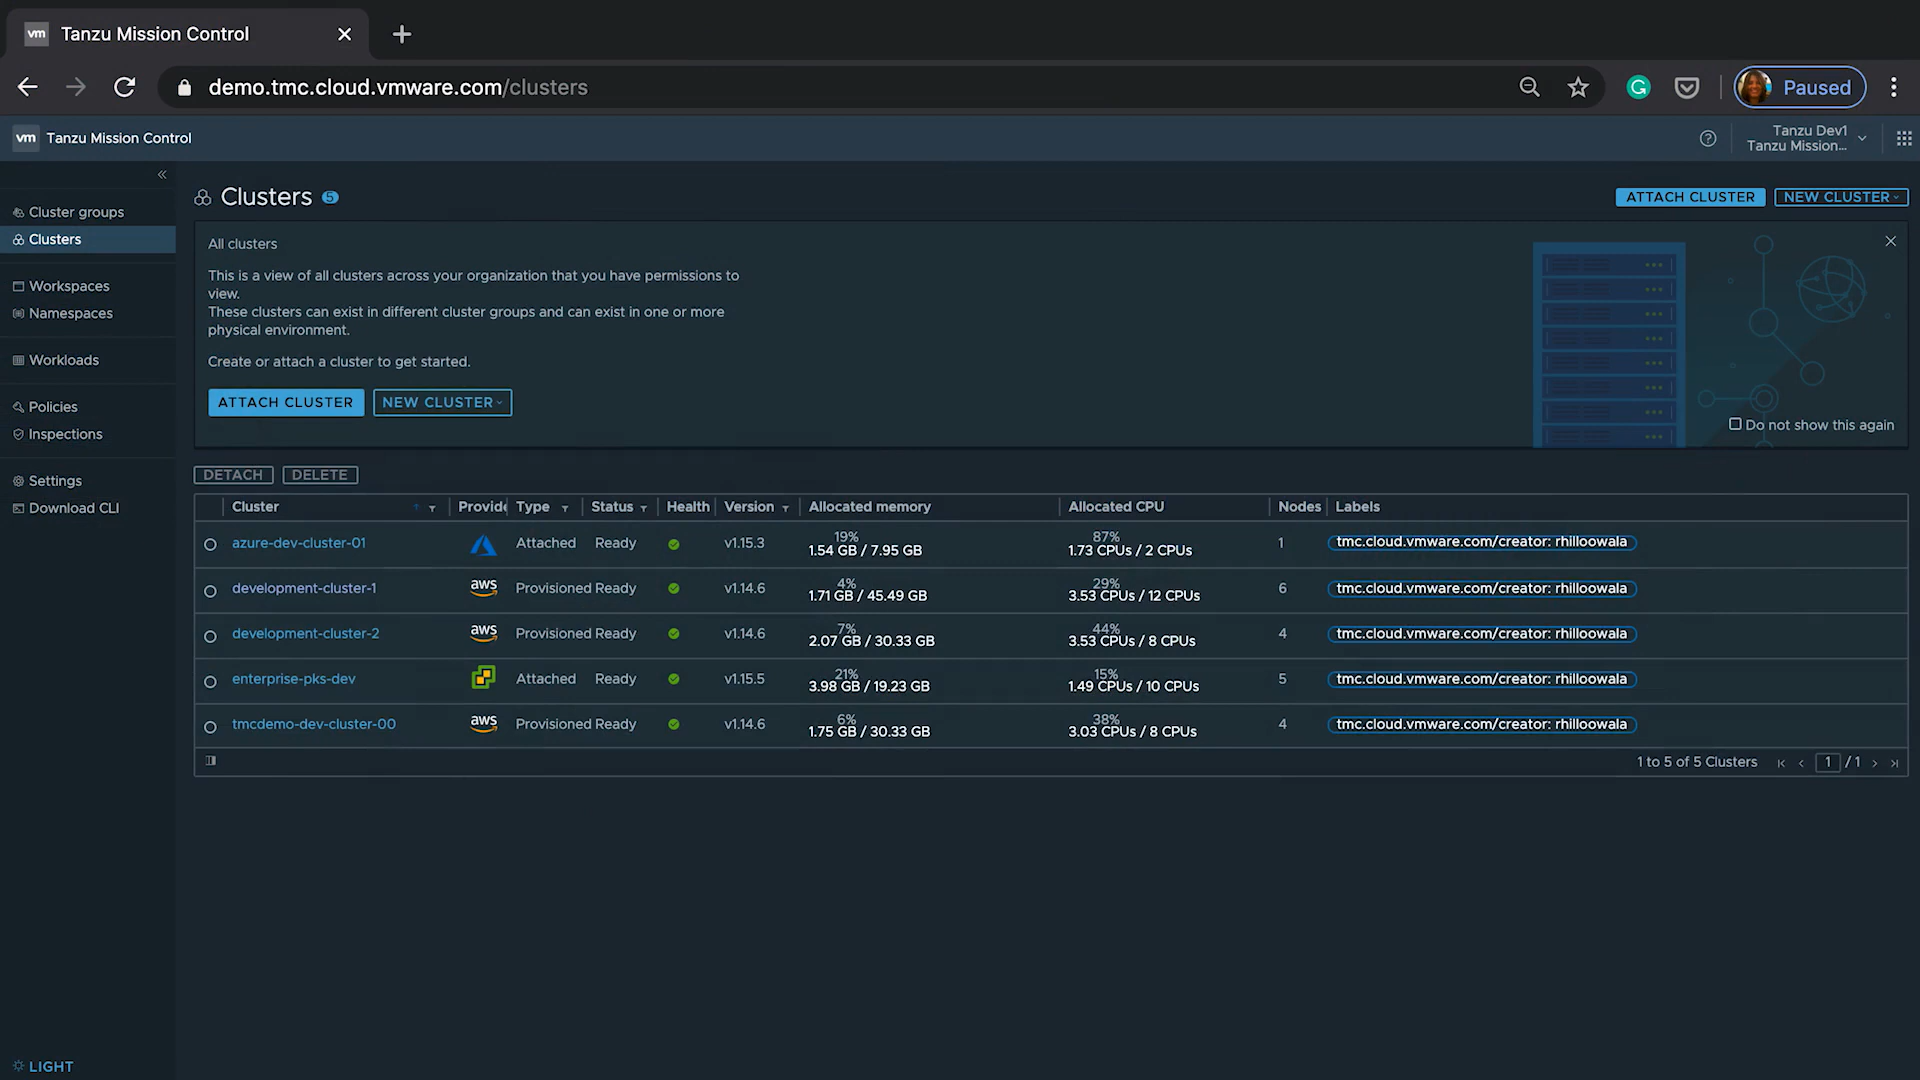 vm Tanzu Mission Control
demo.tmc.cloud.vmware.com/clusters
G
Paused
vm Tanzu Mission Control
Tanzu Dev1
Tanzu Mission...
Cluster groups
Clusters
Workspaces
Namespaces
Workloads
Policies
Inspections
Settings
Download CLI
LIGHT
Clusters 5
ATTACH CLUSTER NEW CLUSTER
All clusters
This is a view of all clusters across your organization that you have permissions to
view.
These clusters can exist in different cluster groups and can exist in one or more
physical environment.
Create or attach a cluster to get started.
ATTACH CLUSTER NEW CLUSTER
Do not show this again
DETACH DELETE
Cluster Provide Type Status Health Version Allocated memory Allocated CPU Nodes Labels
azure-dev-cluster-01 Attached Ready v1.15.3 19% 1.54 GB / 7.95 GB 87% 1.73 CPUs / 2 CPUs 1 tmc.cloud.vmware.com/creator: rhilloowala
development-cluster-1 aws Provisioned Ready v1.14.6 4% 1.71 GB / 45.49 GB 29% 3.53 CPUs / 12 CPUs 6 tmc.cloud.vmware.com/creator: rhilloowala
development-cluster-2 aws Provisioned Ready v1.14.6 7% 2.07 GB / 30.33 GB 44% 3.53 CPUs / 8 CPUs 4 tmc.cloud.vmware.com/creator: rhilloowala
enterprise-pks-dev Attached Ready v1.15.5 21% 3.98 GB / 19.23 GB 15% 1.49 CPUs / 10 CPUs 5 tmc.cloud.vmware.com/creator: rhilloowala
tmcdemo-dev-cluster-00 aws Provisioned Ready v1.14.6 6% 1.75 GB / 30.33 GB 38% 3.03 CPUs / 8 CPUs 4 tmc.cloud.vmware.com/creator: rhilloowala
1 to 5 of 5 Clusters 1 / 1